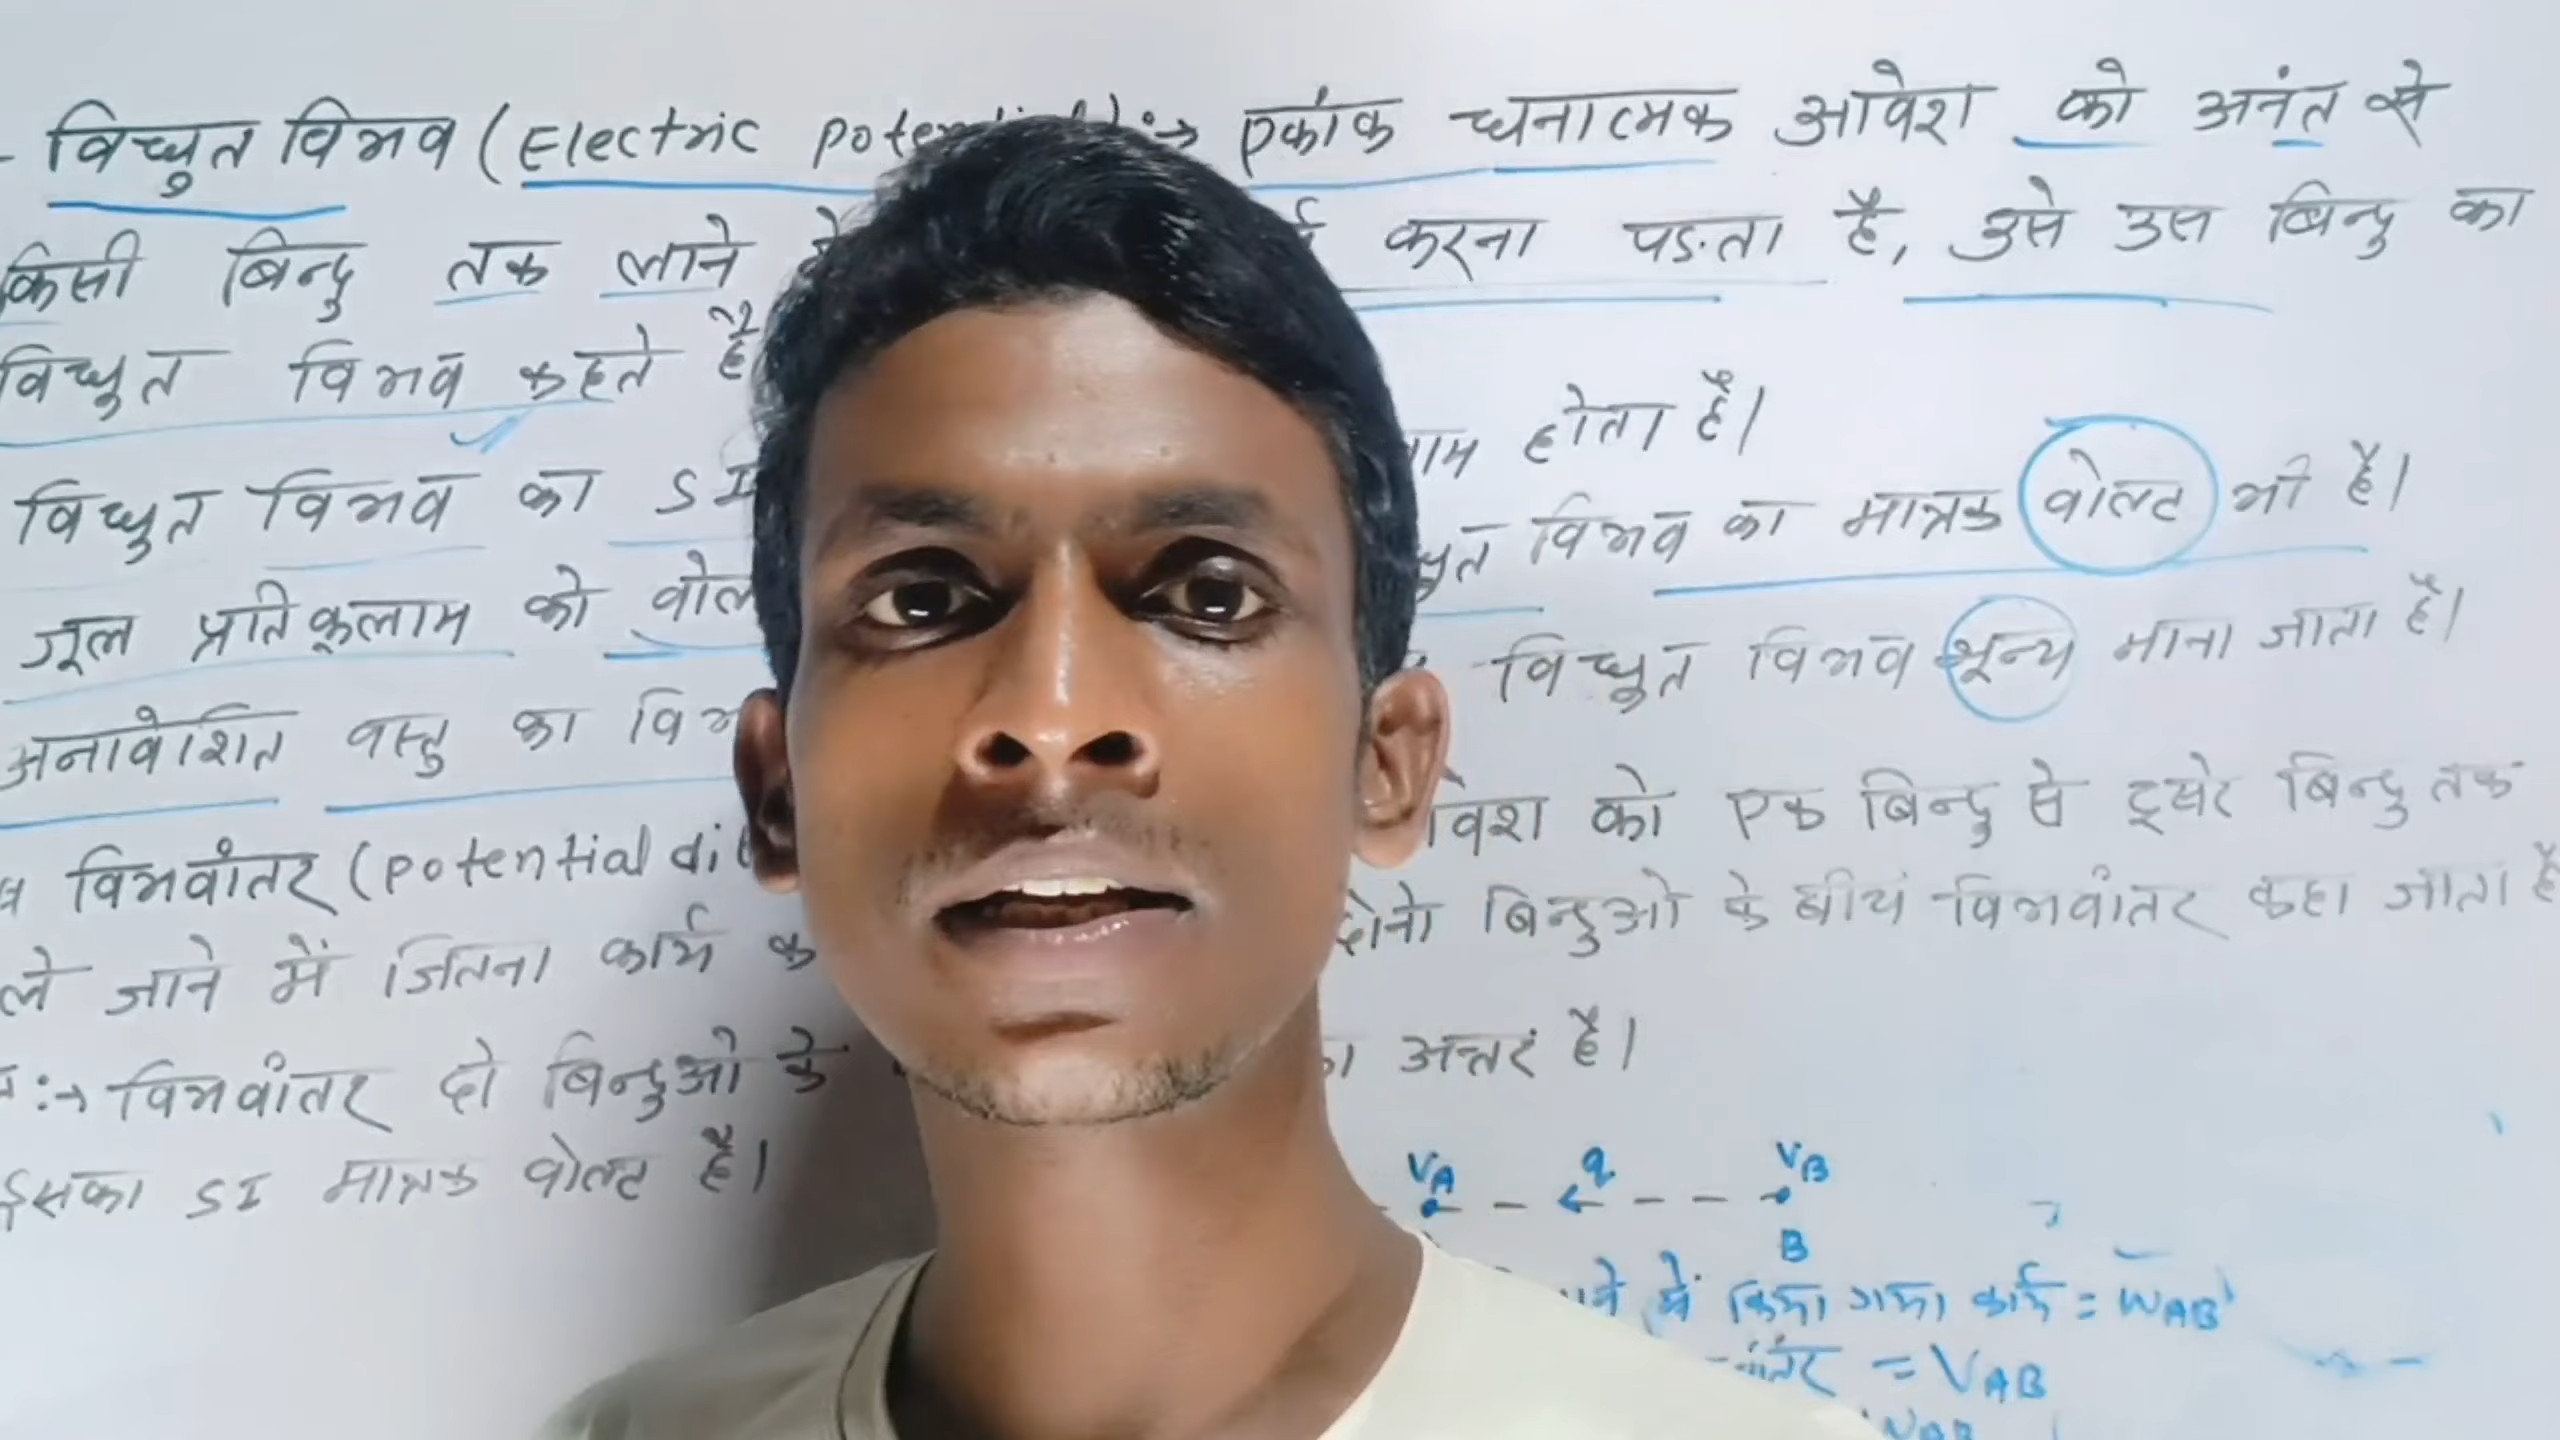 विद्युत विभव (Electric :→ एकांक धनात्मक आवेश को अनंत से
किसी बिन्दु तक लाने करना पड़ता है, उसे उस बिन्दु का
विद्युत विभव कहते है
होता है।
विद्युत विभव का SI विभव का मात्रक वोल्ट भी है।
जूल प्रति कूलाम को विद्युत विभव शून्य माना जाता है।
अनावेशित वस्तु का
विभवांतर (Potential को एक बिन्दु से दूसरे बिन्दु तक
ले जाने में जितना कार्य दोनो बिन्दुओ के बीच विभवांतर कहा जाता है
:→ विभवांतर दो बिन्दुओ के अन्तर है।
इसका SI मात्रक वोल्ट है।
VA q VB
B
में किया गया कार्य = WAB
= VAB
WAB